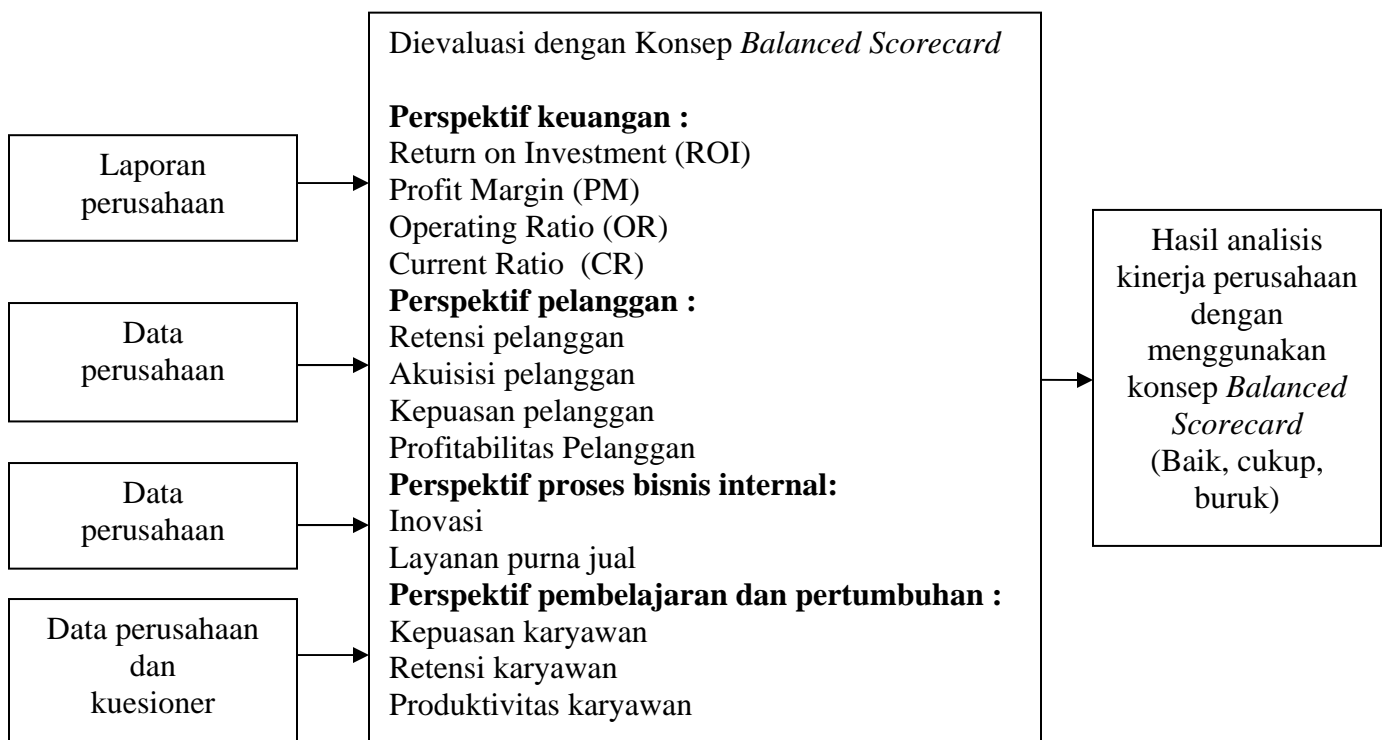 Laporan
perusahaan
Data
perusahaan
Data
perusahaan
Data perusahaan
dan
kuesioner
Dievaluasi dengan Konsep Balanced Scorecard
Perspektif keuangan :
Return on Investment (ROI)
Profit Margin (PM)
Operating Ratio (OR)
Current Ratio  (CR)
Perspektif pelanggan :
Retensi pelanggan
Akuisisi pelanggan
Kepuasan pelanggan
Profitabilitas Pelanggan
Perspektif proses bisnis internal:
Inovasi
Layanan purna jual
Perspektif pembelajaran dan pertumbuhan :
Kepuasan karyawan
Retensi karyawan
Produktivitas karyawan
Hasil analisis
kinerja perusahaan
dengan
menggunakan
konsep Balanced
Scorecard
(Baik, cukup,
buruk)